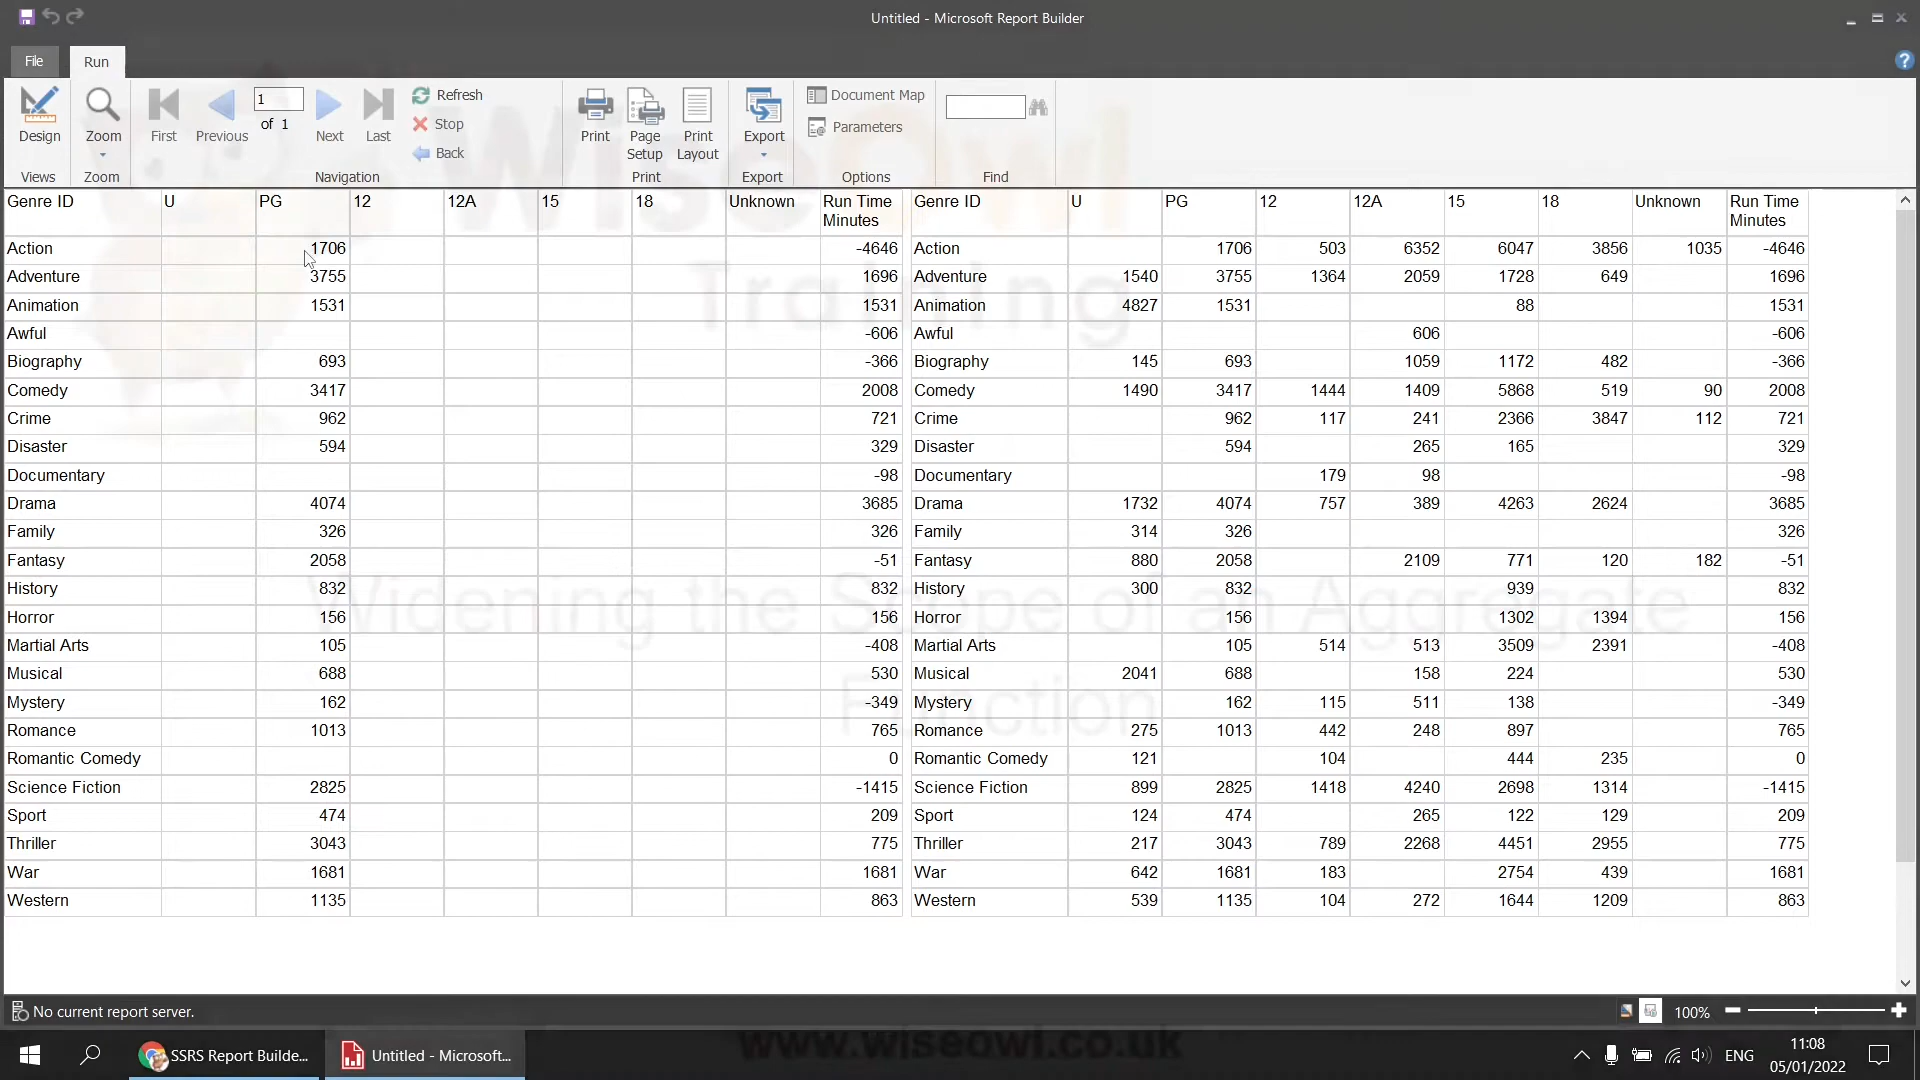 Untitled - Microsoft Report Builder
File Run
Design Zoom First Previous 1 of 1 Next Last Refresh Stop Back Print Page Setup Print Layout Export Document Map Parameters
Views Zoom Navigation Print Export Options Find
Genre ID U PG 12 12A 15 18 Unknown Run Time Minutes Genre ID U PG 12 12A 15 18 Unknown Run Time Minutes
Action 1706 -4646 Action 1706 503 6352 6047 3856 1035 -4646
Adventure 3755 1696 Adventure 1540 3755 1364 2059 1728 649 1696
Animation 1531 1531 Animation 4827 1531 88 1531
Awful -606 Awful 606 -606
Biography 693 -366 Biography 145 693 1059 1172 482 -366
Comedy 3417 2008 Comedy 1490 3417 1444 1409 5868 519 90 2008
Crime 962 721 Crime 962 117 241 2366 3847 112 721
Disaster 594 329 Disaster 594 265 165 329
Documentary -98 Documentary 179 98 -98
Drama 4074 3685 Drama 1732 4074 757 389 4263 2624 3685
Family 326 326 Family 314 326 326
Fantasy 2058 -51 Fantasy 880 2058 2109 771 120 182 -51
History 832 832 History 300 832 939 832
Horror 156 156 Horror 156 1302 1394 156
Martial Arts 105 -408 Martial Arts 105 514 513 3509 2391 -408
Musical 688 530 Musical 2041 688 158 224 530
Mystery 162 -349 Mystery 162 115 511 138 -349
Romance 1013 765 Romance 275 1013 442 248 897 765
Romantic Comedy 0 Romantic Comedy 121 104 444 235 0
Science Fiction 2825 -1415 Science Fiction 899 2825 1418 4240 2698 1314 -1415
Sport 474 209 Sport 124 474 265 122 129 209
Thriller 3043 775 Thriller 217 3043 789 2268 4451 2955 775
War 1681 1681 War 642 1681 183 2754 439 1681
Western 1135 863 Western 539 1135 104 272 1644 1209 863
WiseOwl
Training
Widening the Scope of an Aggregate
Function
No current report server. 100%
www.wiseowl.co.uk
SSRS Report Builde... Untitled - Microsoft... ENG 11:08
05/01/2022